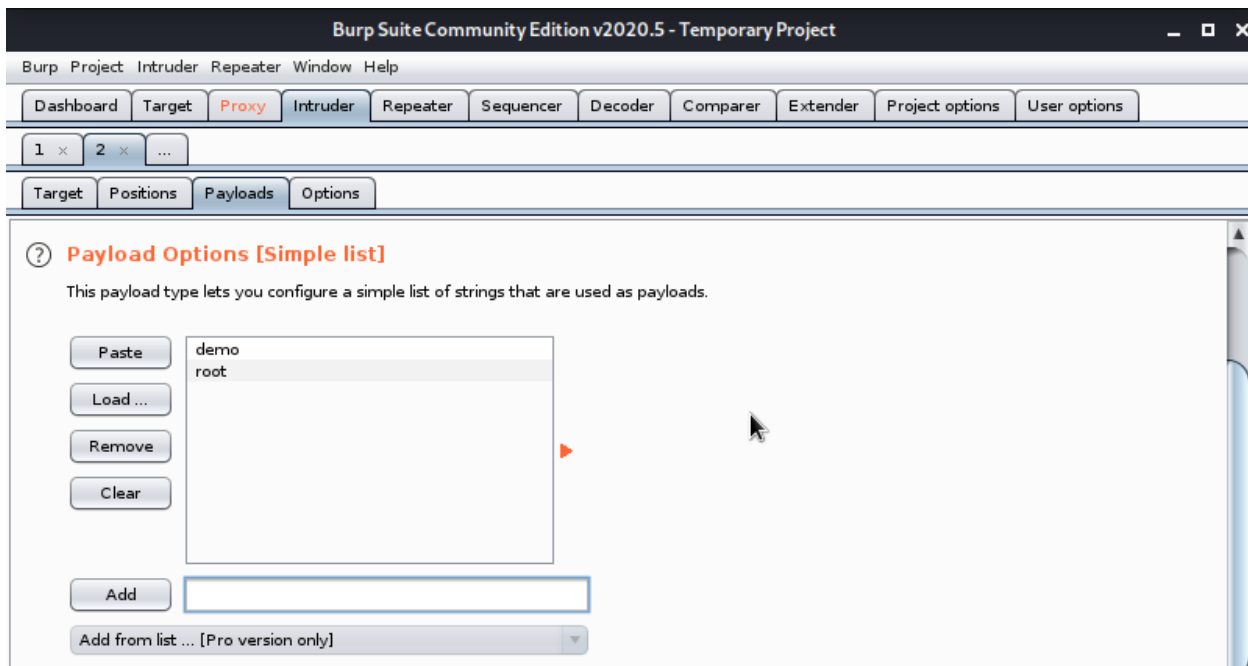 Burp Suite Community Edition v2020.5 - Temporary Project
Burp Project Intruder Repeater Window Help
Dashboard Target Proxy Intruder Repeater Sequencer Decoder Comparer Extender Project options User options
1 × 2 × ...
Target Positions Payloads Options
? Payload Options [Simple list]
This payload type lets you configure a simple list of strings that are used as payloads.
Paste demo
root
Load ...
Remove
Clear
Add
Add from list ... [Pro version only]